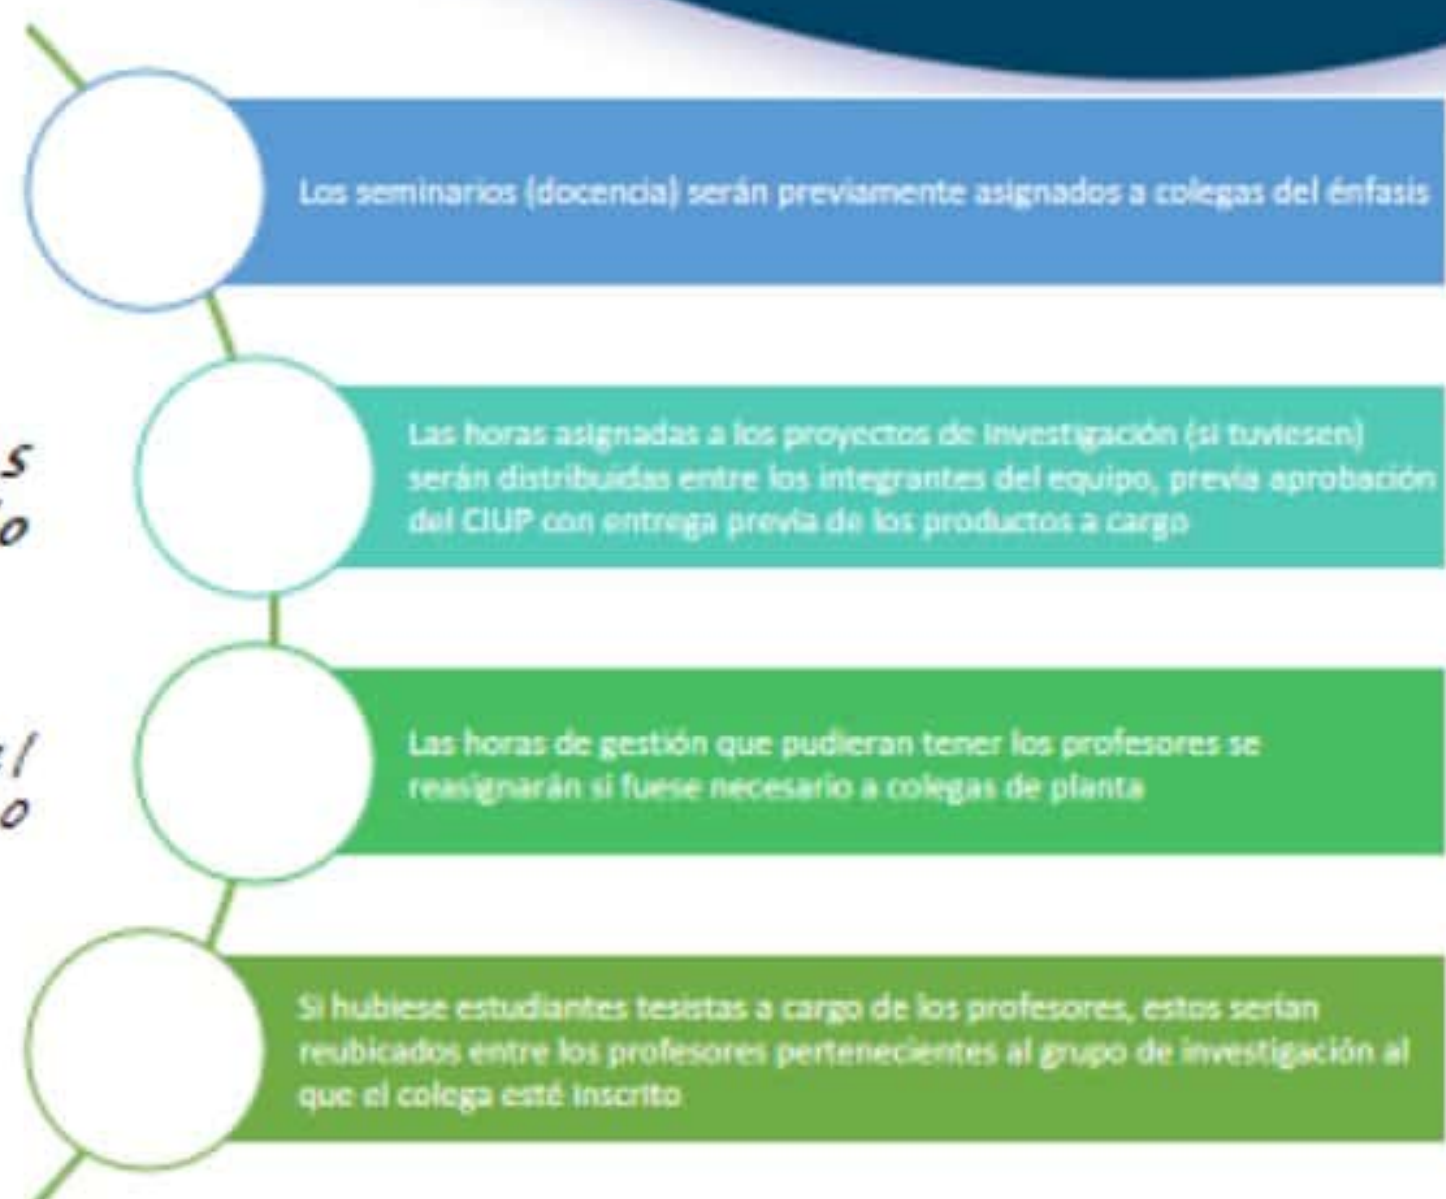 Los seminarios (docencia) serán previamente asignados a colegas del énfasis
Las horas asignadas a los proyectos de investigación (si tuviesen)
serán distribuidas entre los integrantes del equipo, previa aprobación
del CIUP con entrega previa de los productos a cargo
Las horas de gestión que pudieran tener los profesores se
reasignarán si fuese necesario a colegas de planta
Si hubiese estudiantes tesistas a cargo de los profesores, estos serían
reubicados entre los profesores pertenecientes al grupo de investigación al
que el colega esté inscrito